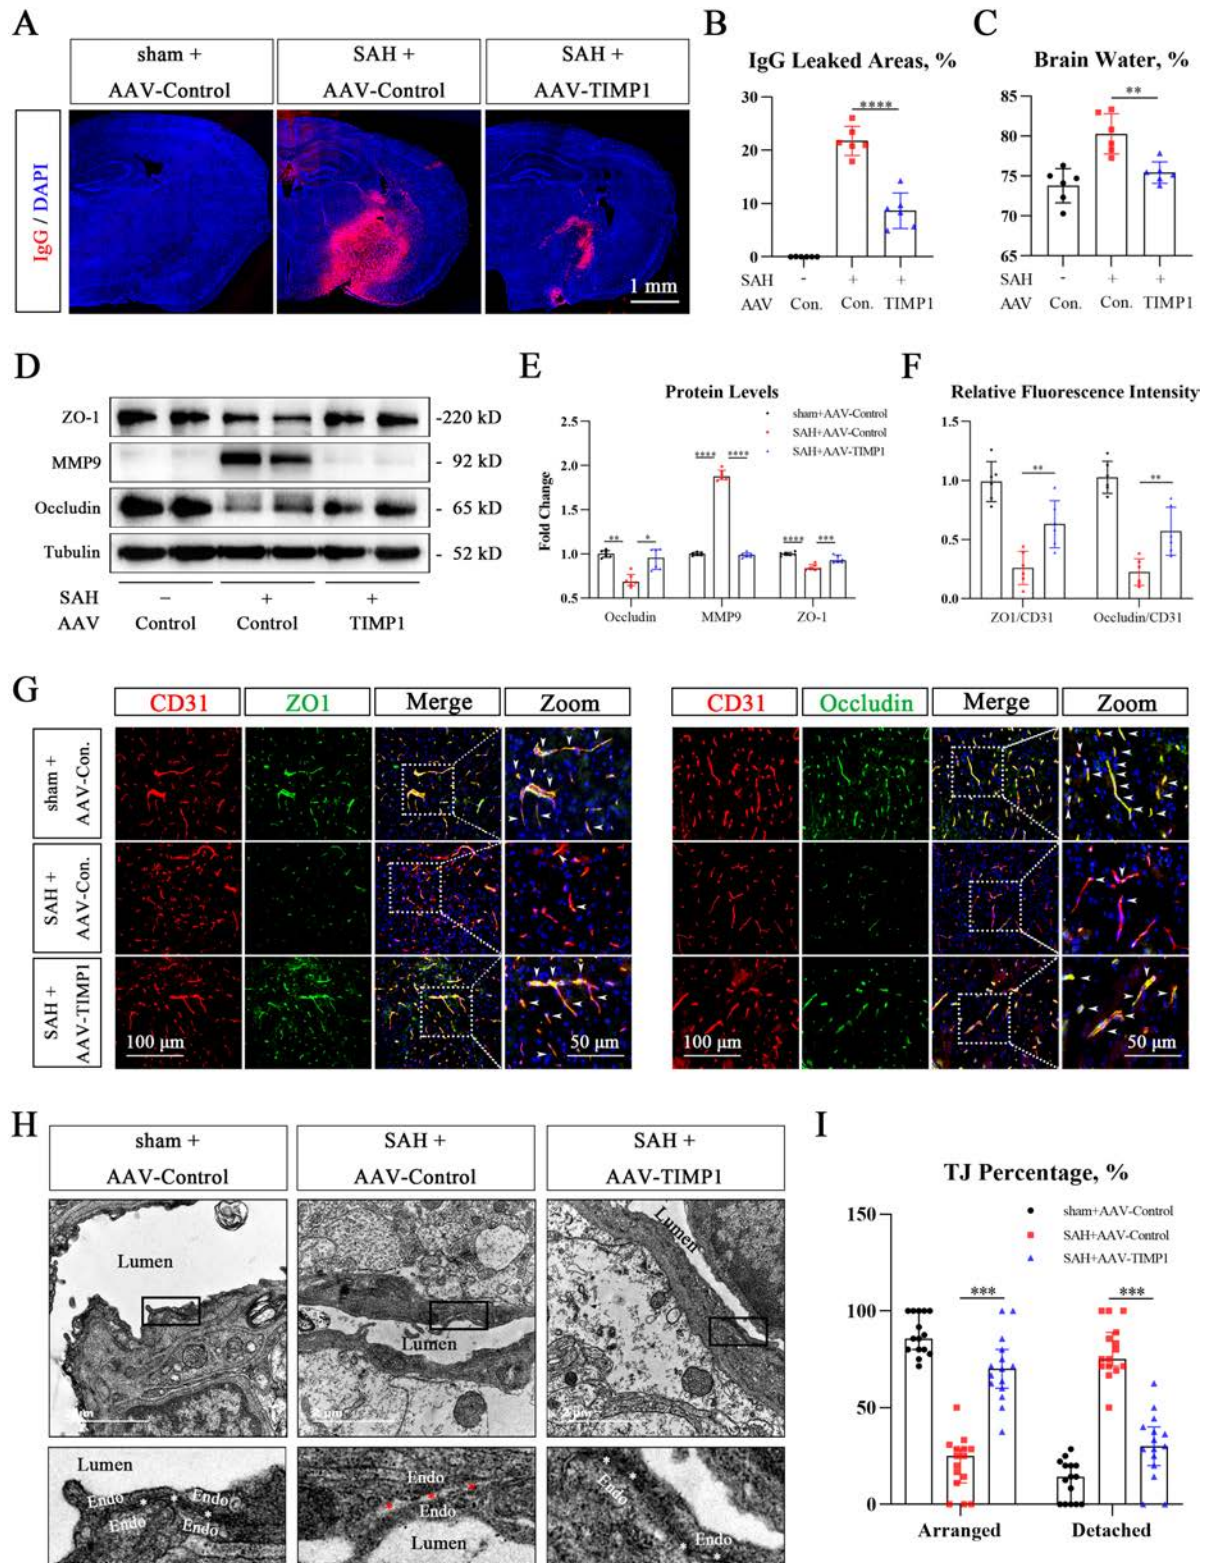 A
sham +
AAV-Control
SAH +
AAV-Control
SAH +
AAV-TIMP1
IgG / DAPI
1 mm
B
IgG Leaked Areas, %
30
20
10
0
****
SAH - + +
AAV Con. Con. TIMP1
C
Brain Water, %
85
80
75
70
65
**
SAH - + +
AAV Con. Con. TIMP1
D
ZO-1 -220 kD
MMP9 - 92 kD
Occludin - 65 kD
Tubulin - 52 kD
SAH − + +
AAV Control Control TIMP1
E
Protein Levels
sham+AAV-Control
SAH+AAV-Control
SAH+AAV-TIMP1
Fold Change
2.5
2.0
1.5
1.0
0.5
** *
**** ****
**** ***
Occludin MMP9 ZO-1
F
Relative Fluorescence Intensity
1.5
1.0
0.5
0.0
** **
ZO1/CD31 Occludin/CD31
G
CD31 ZO1 Merge Zoom
CD31 Occludin Merge Zoom
sham +
AAV-Con.
SAH +
AAV-Con.
SAH +
AAV-TIMP1
100 μm 50 μm
100 μm 50 μm
H
sham +
AAV-Control
SAH +
AAV-Control
SAH +
AAV-TIMP1
Lumen
Lumen
Lumen
Lumen
Endo
Endo
Endo
Endo
Endo
Endo
Lumen
Endo
Endo
I
TJ Percentage, %
sham+AAV-Control
SAH+AAV-Control
SAH+AAV-TIMP1
150
100
50
0
*** ***
Arranged Detached